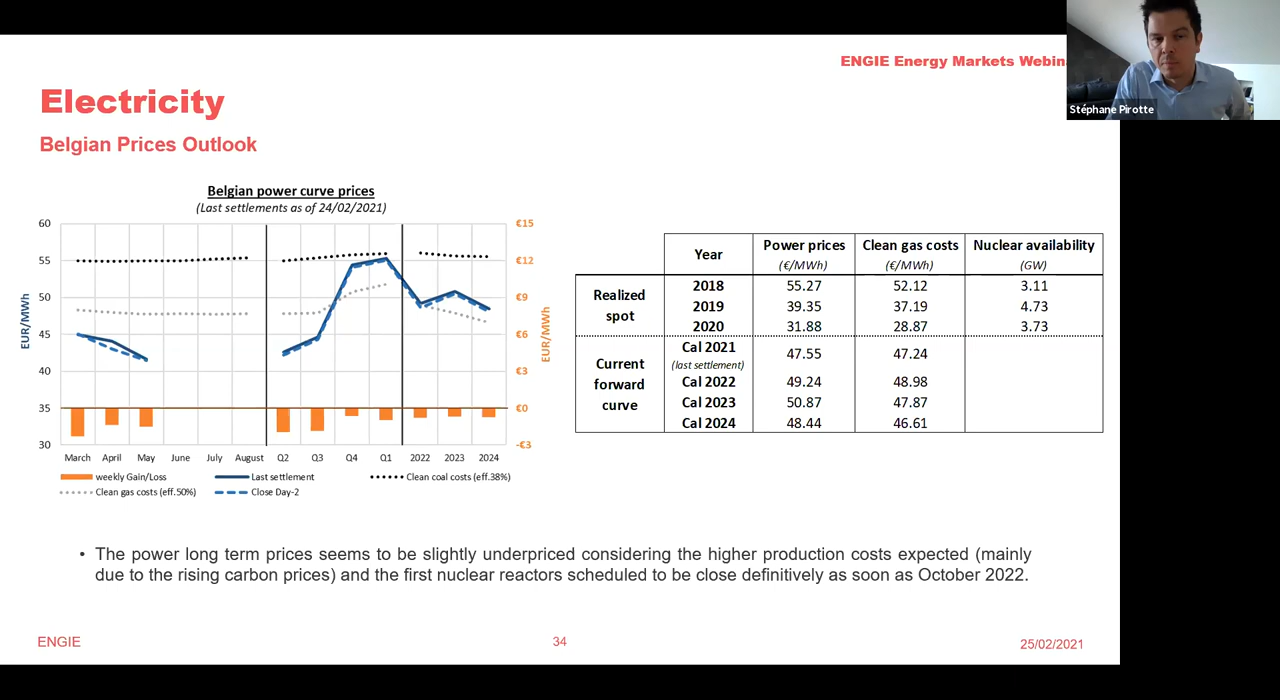 ENGIE Energy Markets Webin
Stéphane Pirotte
Electricity
Belgian Prices Outlook
Belgian power curve prices
(Last settlements as of 24/02/2021)
60
55
50
45
40
35
30
EUR/MWh
€15
€12
€9
€6
€3
€0
-€3
EUR/MWh
March April May June July August Q2 Q3 Q4 Q1 2022 2023 2024
weekly Gain/Loss Last settlement Clean coal costs (eff.38%)
Clean gas costs (eff.50%) Close Day-2
Year Power prices (€/MWh) Clean gas costs (€/MWh) Nuclear availability (GW)
Realized spot
2018 55.27 52.12 3.11
2019 39.35 37.19 4.73
2020 31.88 28.87 3.73
Current forward curve
Cal 2021 (last settlement) 47.55 47.24
Cal 2022 49.24 48.98
Cal 2023 50.87 47.87
Cal 2024 48.44 46.61
• The power long term prices seems to be slightly underpriced considering the higher production costs expected (mainly
due to the rising carbon prices) and the first nuclear reactors scheduled to be close definitively as soon as October 2022.
ENGIE
34
25/02/2021